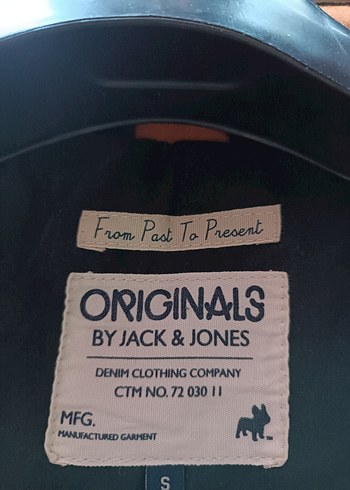 From Past To Present
ORIGINALS
BY JACK & JONES
DENIM CLOTHING COMPANY
CTM NO. 72 030 11
MFG.
MANUFACTURED GARMENT
S